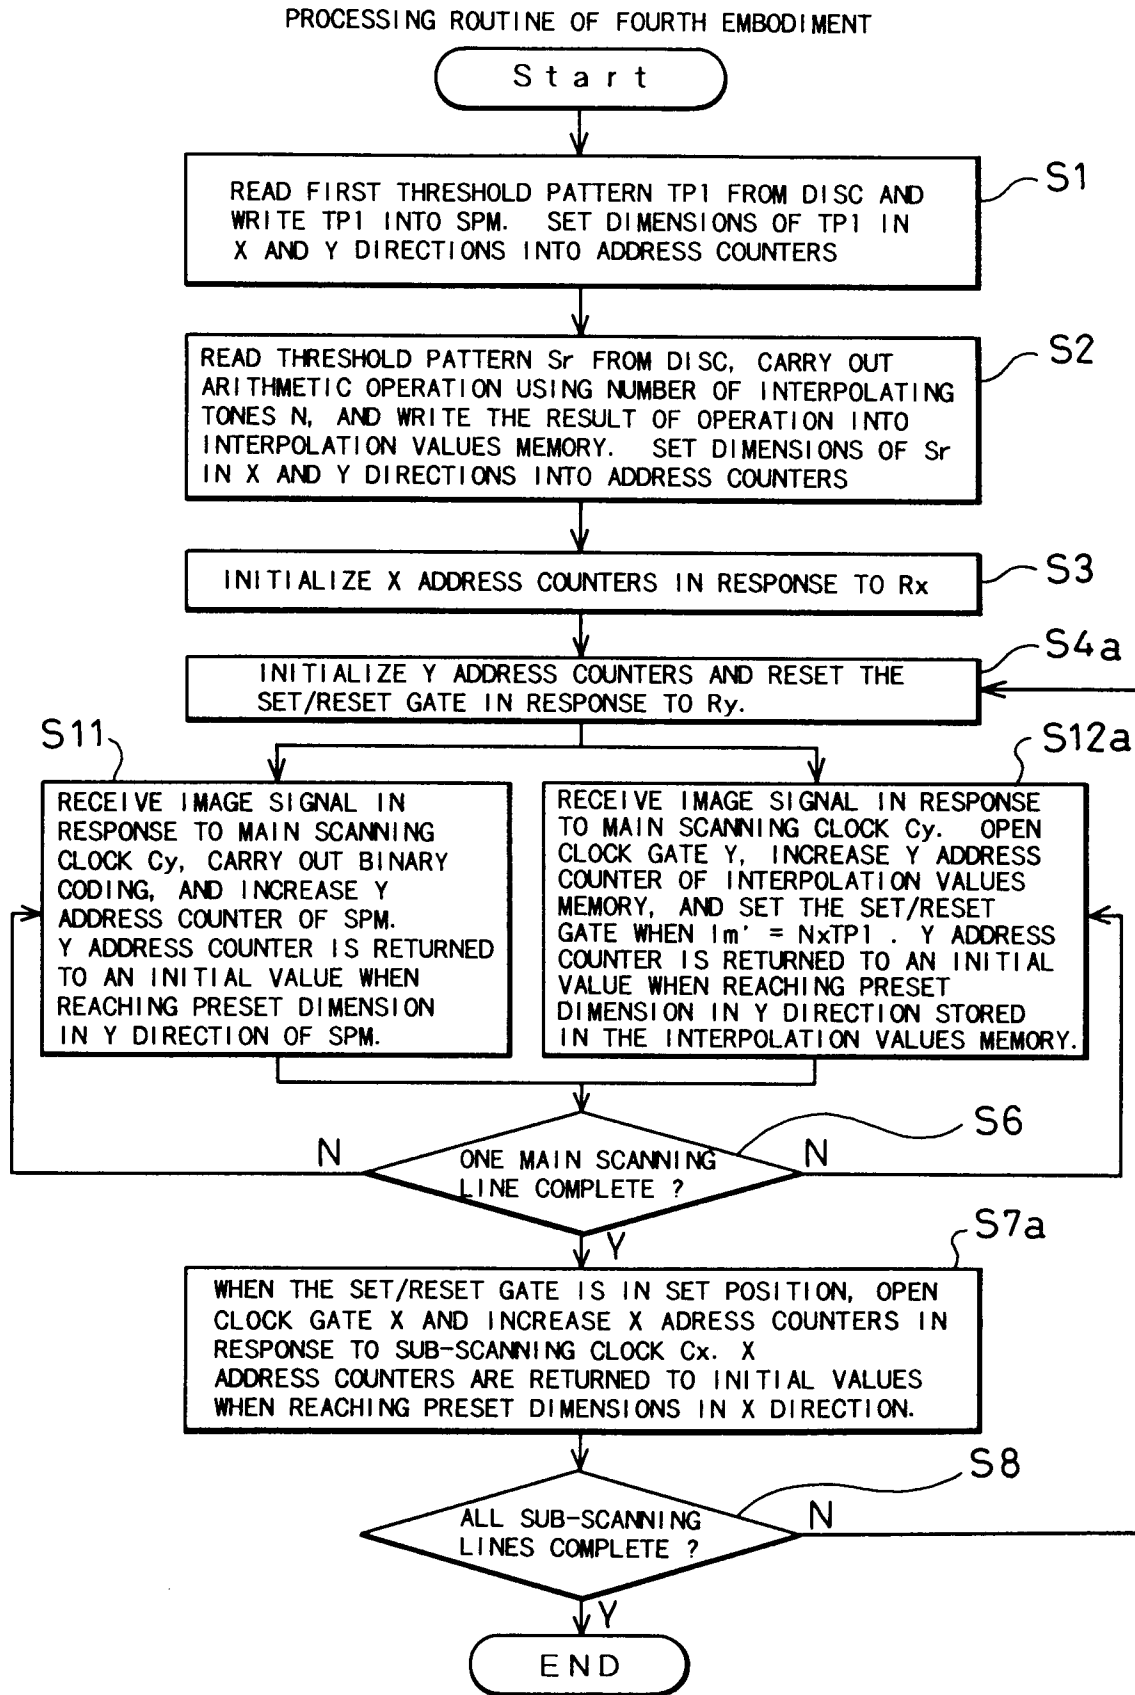 PROCESSING ROUTINE OF FOURTH EMBODIMENT
Start
S1
READ FIRST THRESHOLD PATTERN TP1 FROM DISC AND
WRITE TP1 INTO SPM. SET DIMENSIONS OF TP1 IN
X AND Y DIRECTIONS INTO ADDRESS COUNTERS
S2
READ THRESHOLD PATTERN Sr FROM DISC, CARRY OUT
ARITHMETIC OPERATION USING NUMBER OF INTERPOLATING
TONES N, AND WRITE THE RESULT OF OPERATION INTO
INTERPOLATION VALUES MEMORY. SET DIMENSIONS OF Sr
IN X AND Y DIRECTIONS INTO ADDRESS COUNTERS
S3
INITIALIZE X ADDRESS COUNTERS IN RESPONSE TO Rx
S4a
INITIALIZE Y ADDRESS COUNTERS AND RESET THE
SET/RESET GATE IN RESPONSE TO Ry.
S11
RECEIVE IMAGE SIGNAL IN
RESPONSE TO MAIN SCANNING
CLOCK Cy, CARRY OUT BINARY
CODING, AND INCREASE Y
ADDRESS COUNTER OF SPM.
Y ADDRESS COUNTER IS RETURNED
TO AN INITIAL VALUE WHEN
REACHING PRESET DIMENSION
IN Y DIRECTION OF SPM.
S12a
RECEIVE IMAGE SIGNAL IN RESPONSE
TO MAIN SCANNING CLOCK Cy. OPEN
CLOCK GATE Y, INCREASE Y ADDRESS
COUNTER OF INTERPOLATION VALUES
MEMORY, AND SET THE SET/RESET
GATE WHEN Im' = NxTP1 . Y ADDRESS
COUNTER IS RETURNED TO AN INITIAL
VALUE WHEN REACHING PRESET
DIMENSION IN Y DIRECTION STORED
IN THE INTERPOLATION VALUES MEMORY.
S6
N
ONE MAIN SCANNING
LINE COMPLETE ?
N
Y
S7a
WHEN THE SET/RESET GATE IS IN SET POSITION, OPEN
CLOCK GATE X AND INCREASE X ADRESS COUNTERS IN
RESPONSE TO SUB-SCANNING CLOCK Cx. X
ADDRESS COUNTERS ARE RETURNED TO INITIAL VALUES
WHEN REACHING PRESET DIMENSIONS IN X DIRECTION.
S8
ALL SUB-SCANNING
LINES COMPLETE ?
N
Y
END